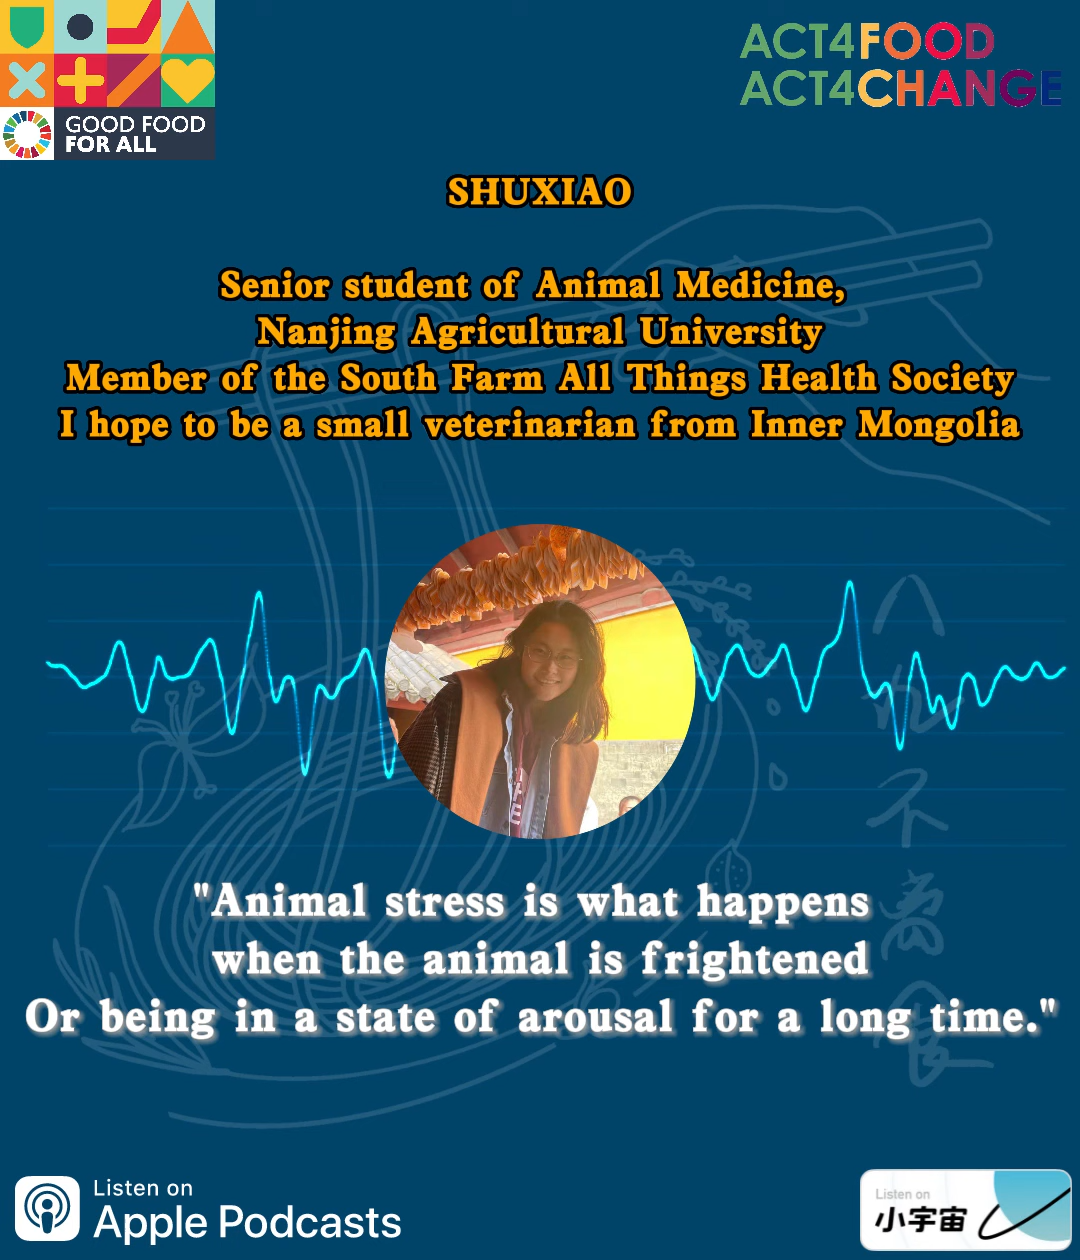 GOOD FOOD
FOR ALL
ACT4FOOD
ACT4CHANGE
SHUXIAO
Senior student of Animal Medicine,
Nanjing Agricultural University
Member of the South Farm All Things Health Society
I hope to be a small veterinarian from Inner Mongolia
"Animal stress is what happens
when the animal is frightened
Or being in a state of arousal for a long time."
Listen on
Apple Podcasts
Listen on
小宇宙